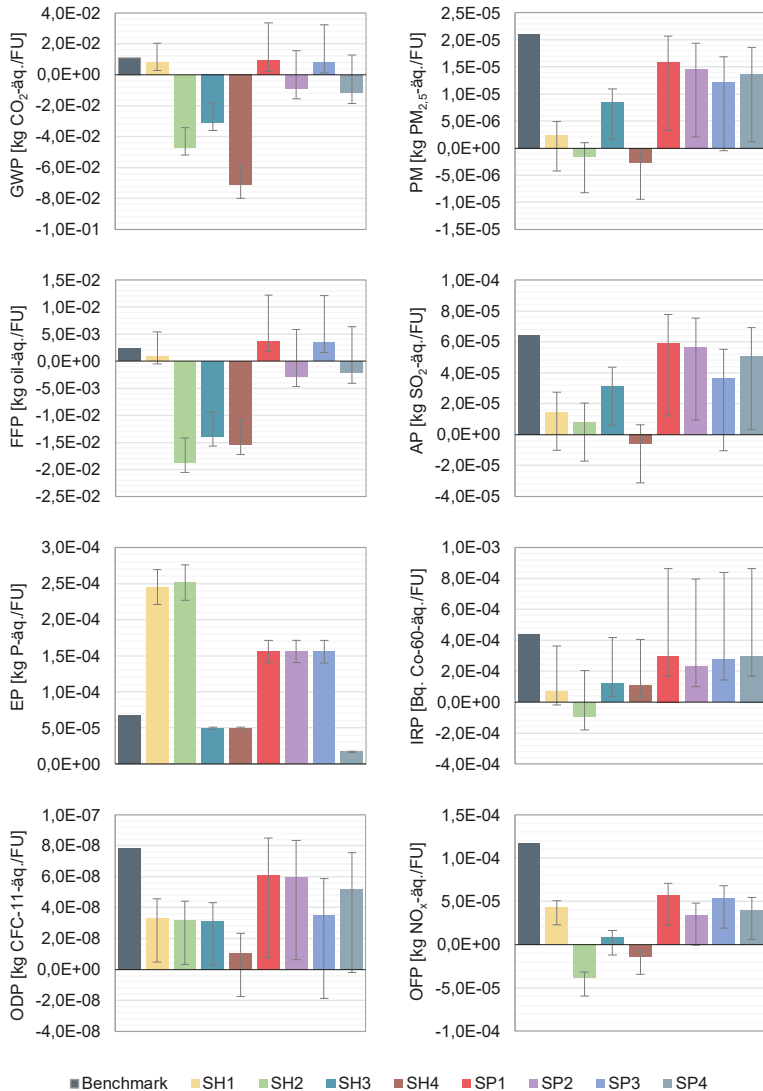 4,0E-02
2,0E-02
0,0E+00
-2,0E-02
-4,0E-02
-6,0E-02
-8,0E-02
-1,0E-01
GWP [kg CO₂-äq./FU]
2,5E-05
2,0E-05
1,5E-05
1,0E-05
5,0E-06
0,0E+00
-5,0E-06
-1,0E-05
-1,5E-05
PM [kg PM₂,₅-äq./FU]
1,5E-02
1,0E-02
5,0E-03
0,0E+00
-5,0E-03
-1,0E-02
-1,5E-02
-2,0E-02
-2,5E-02
FFP [kg oil-äq./FU]
1,0E-04
8,0E-05
6,0E-05
4,0E-05
2,0E-05
0,0E+00
-2,0E-05
-4,0E-05
AP [kg SO₂-äq./FU]
3,0E-04
2,5E-04
2,0E-04
1,5E-04
1,0E-04
5,0E-05
0,0E+00
EP [kg P-äq./FU]
1,0E-03
8,0E-04
6,0E-04
4,0E-04
2,0E-04
0,0E+00
-2,0E-04
-4,0E-04
IRP [Bq. Co-60-äq./FU]
1,0E-07
8,0E-08
6,0E-08
4,0E-08
2,0E-08
0,0E+00
-2,0E-08
-4,0E-08
ODP [kg CFC-11-äq./FU]
1,5E-04
1,0E-04
5,0E-05
0,0E+00
-5,0E-05
-1,0E-04
OFP [kg NOₓ-äq./FU]
Benchmark SH1 SH2 SH3 SH4 SP1 SP2 SP3 SP4